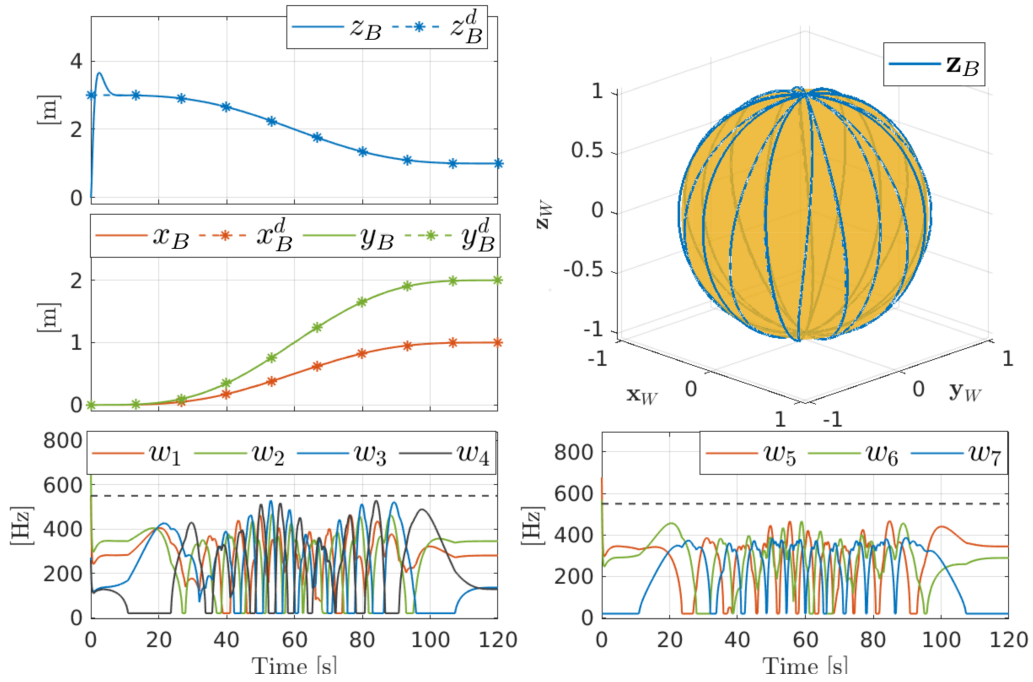 z_B z_B^d
[m]
4
2
0
x_B x_B^d y_B y_B^d
[m]
2
1
0
z_B
z_W
1
0.5
0
-0.5
-1
-1 0 1
x_W
-1 0 1
y_W
w_1 w_2 w_3 w_4
[Hz]
800
600
400
200
0
0 20 40 60 80 100 120
Time [s]
w_5 w_6 w_7
[Hz]
800
600
400
200
0
0 20 40 60 80 100 120
Time [s]